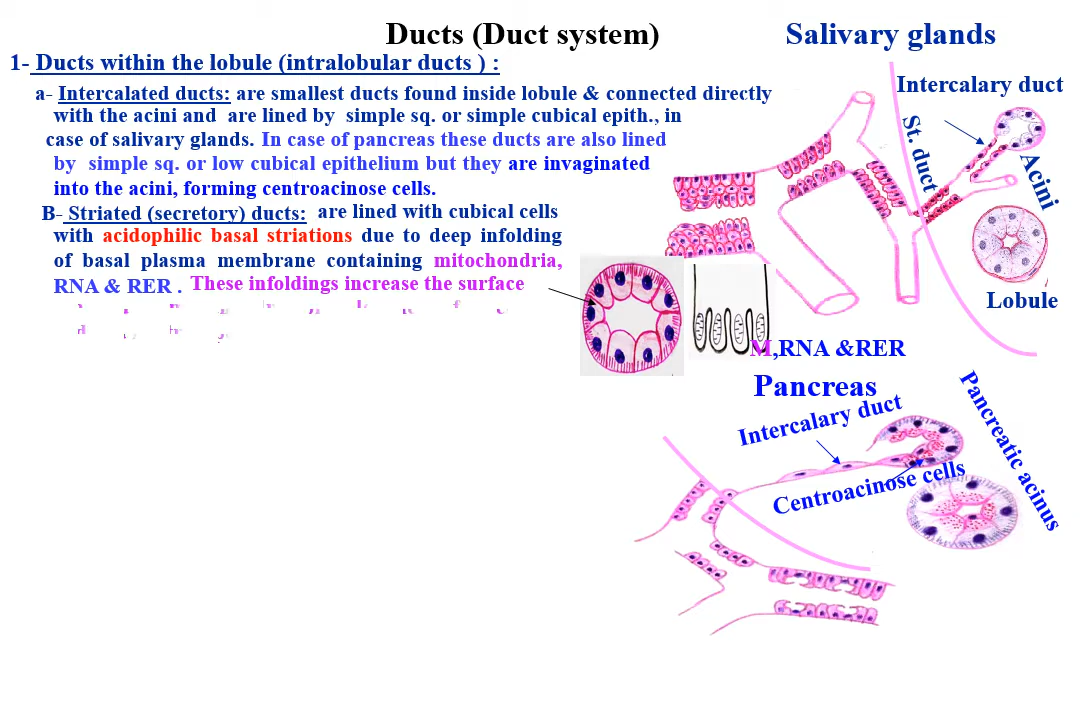 Ducts (Duct system)
Salivary glands
1- Ducts within the lobule (intralobular ducts ) :
a- Intercalated ducts: are smallest ducts found inside lobule & connected directly
with the acini and are lined by simple sq. or simple cubical epith., in
case of salivary glands. In case of pancreas these ducts are also lined
by simple sq. or low cubical epithelium but they are invaginated
into the acini, forming centroacinose cells.
B- Striated (secretory) ducts: are lined with cubical cells
with acidophilic basal striations due to deep infolding
of basal plasma membrane containing mitochondria,
RNA & RER . These infoldings increase the surface
Intercalary duct
St. duct
Acini
Lobule
M,RNA &RER
Pancreas
Intercalary duct
Centroacinose cells
Pancreatic acinus